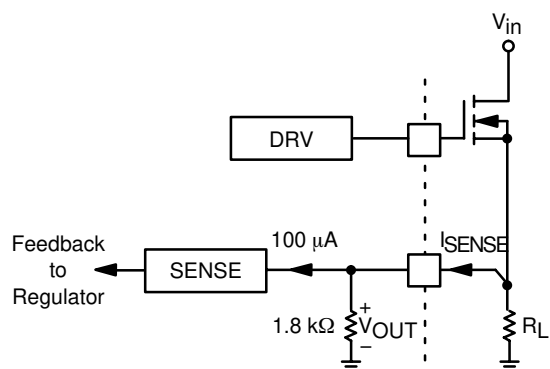 Vin
DRV
Feedback
to
Regulator
SENSE
100 μA
ISENSE
1.8 kΩ
+
VOUT
−
RL